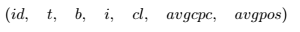 (id, t, b, i, cl, avgcpc, avgpos)